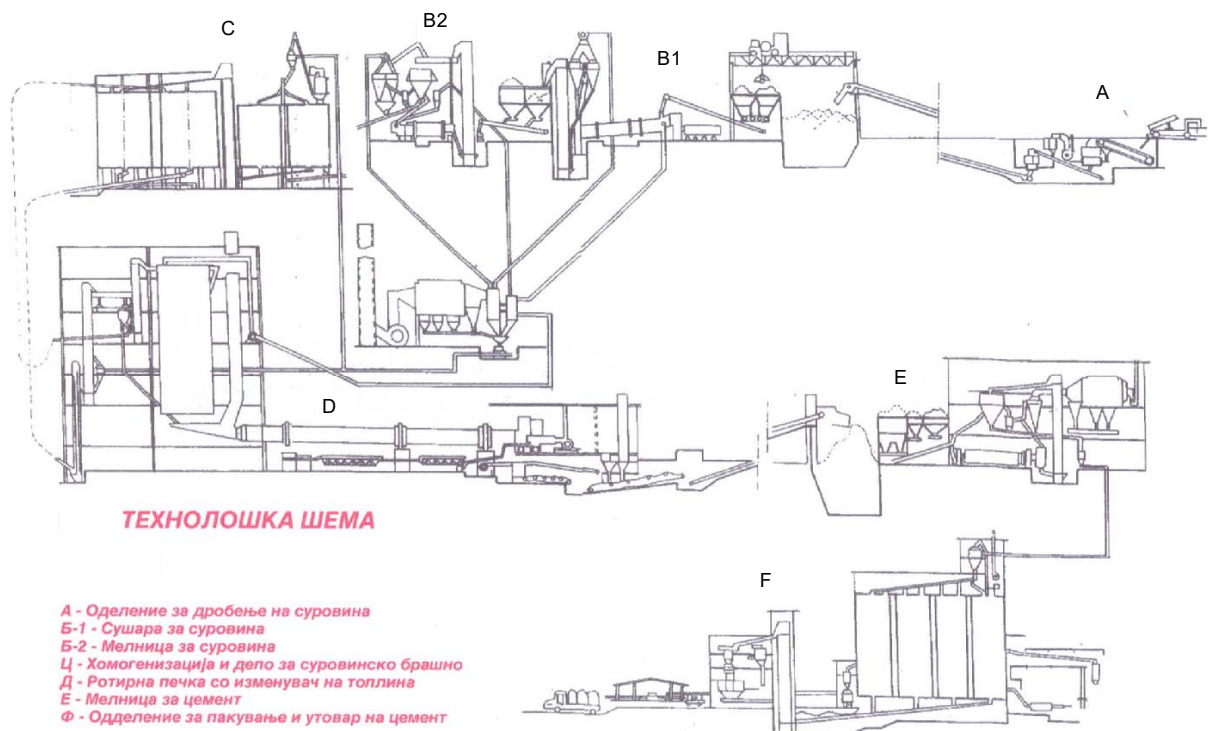 C
B2
B1
A
D
E
ТЕХНОЛОШКА ШЕМА
F
А - Оделение за дробење на суровина
Б-1 - Сушара за суровина
Б-2 - Мелница за суровина
Ц - Хомогенизација и депо за суровинско брашно
Д - Ротирна печка со изменувач на топлина
Е - Мелница за цемент
Ф - Одделение за пакување и утовар на цемент